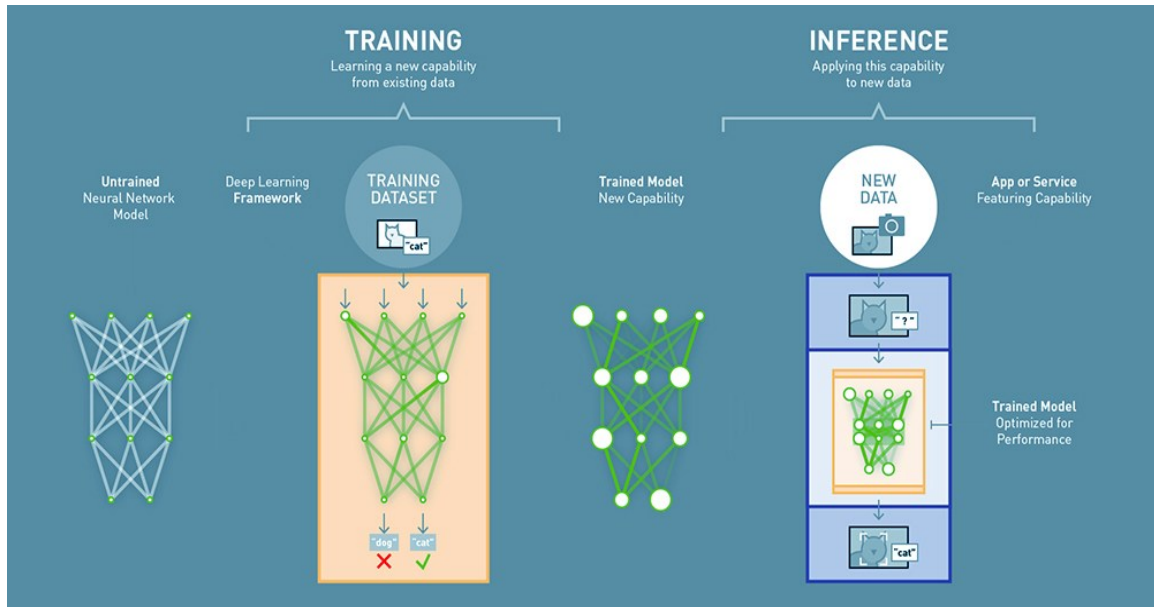 TRAINING
Learning a new capability
from existing data
INFERENCE
Applying this capability
to new data
Untrained
Neural Network
Model
Deep Learning
Framework
TRAINING
DATASET
"cat"
Trained Model
New Capability
NEW
DATA
App or Service
Featuring Capability
"?"
Trained Model
Optimized for
Performance
"dog"
"cat"
"cat"